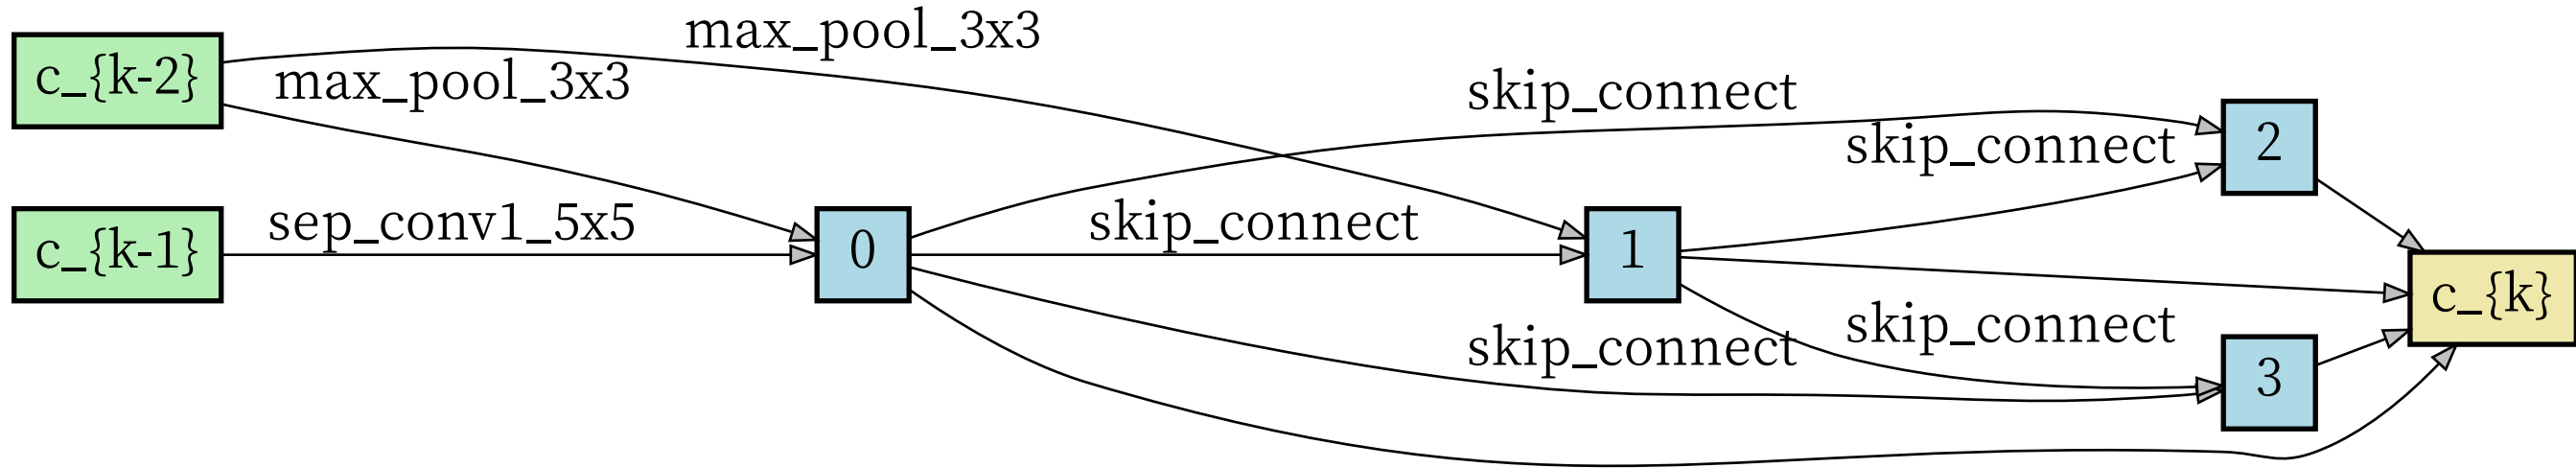 max_pool_3x3
c_{k-2}
max_pool_3x3
skip_connect
skip_connect
2
c_{k-1}
sep_conv1_5x5
0
skip_connect
1
c_{k}
skip_connect
skip_connect
3